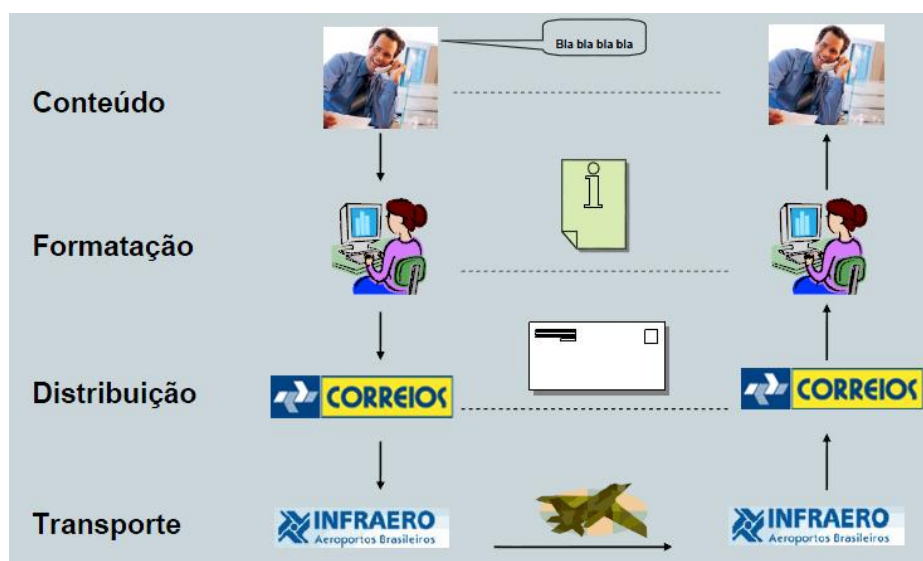 Bla bla bla bla
Conteúdo
i
Formatação
Distribuição
CORREIOS
CORREIOS
Transporte
INFRAERO
Aeroportos Brasileiros
INFRAERO
Aeroportos Brasileiros